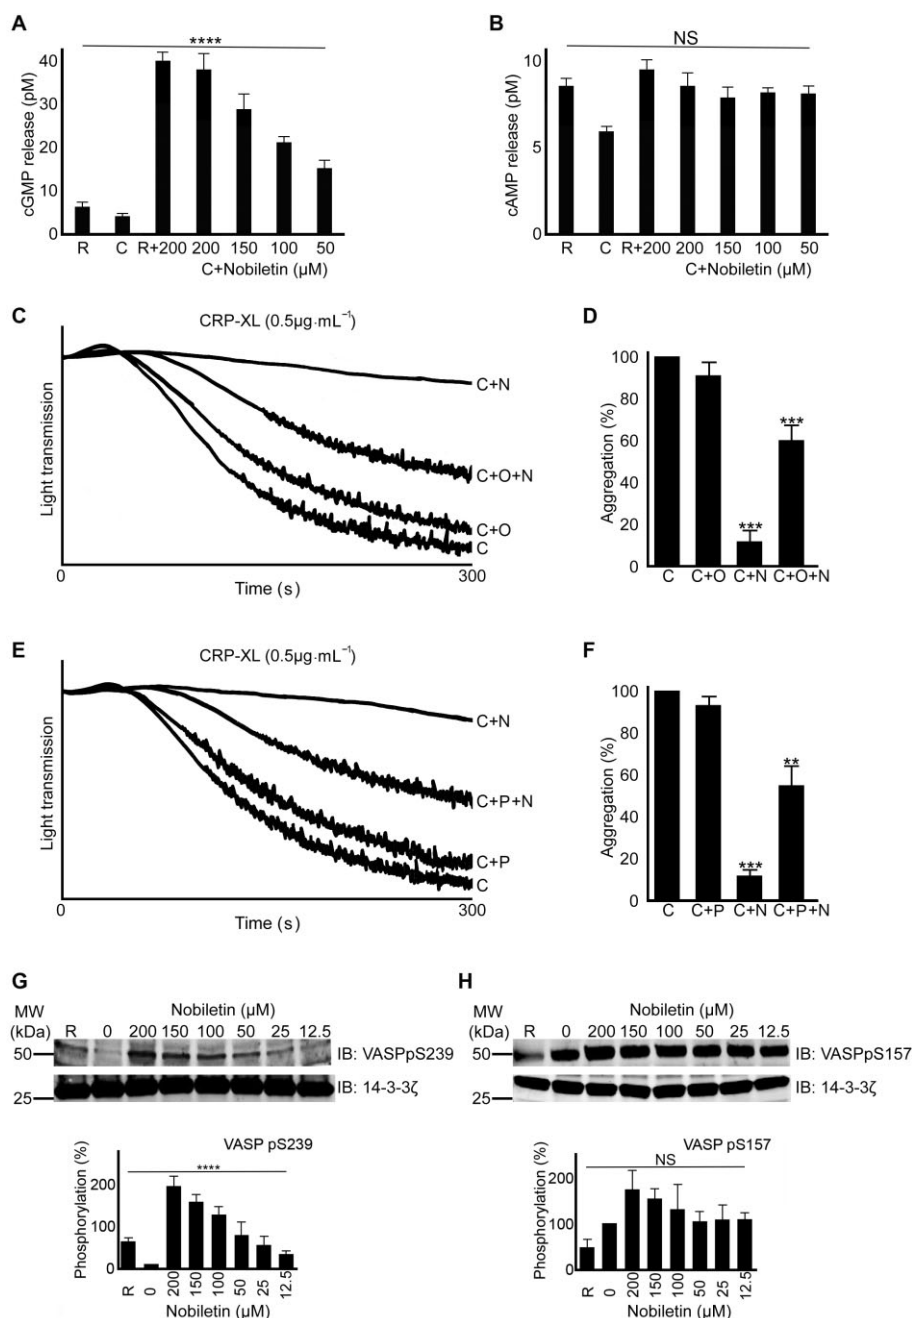 A
****
cGMP release (pM)
40
30
20
10
0
R C R+200 200 150 100 50
C+Nobiletin (µM)
B
NS
cAMP release (pM)
10
5
0
R C R+200 200 150 100 50
C+Nobiletin (µM)
C
CRP-XL (0.5µg·mL⁻¹)
Light transmission
C+N
C+O+N
C+O
C
0 300
Time (s)
D
Aggregation (%)
100
80
60
40
20
0
***
***
C C+O C+N C+O+N
E
CRP-XL (0.5µg·mL⁻¹)
Light transmission
C+N
C+P+N
C+P
C
0 300
Time (s)
F
Aggregation (%)
100
80
60
40
20
0
**
***
C C+P C+N C+P+N
G
MW
(kDa)
Nobiletin (µM)
R 0 200 150 100 50 25 12.5
50
IB: VASPpS239
25
IB: 14-3-3ζ
VASP pS239
****
Phosphorylation (%)
200
100
0
R 0 200 150 100 50 25 12.5
Nobiletin (µM)
H
MW
(kDa)
Nobiletin (µM)
R 0 200 150 100 50 25 12.5
50
IB: VASPpS157
25
IB: 14-3-3ζ
VASP pS157
NS
Phosphorylation (%)
200
100
0
R 0 200 150 100 50 25 12.5
Nobiletin (µM)